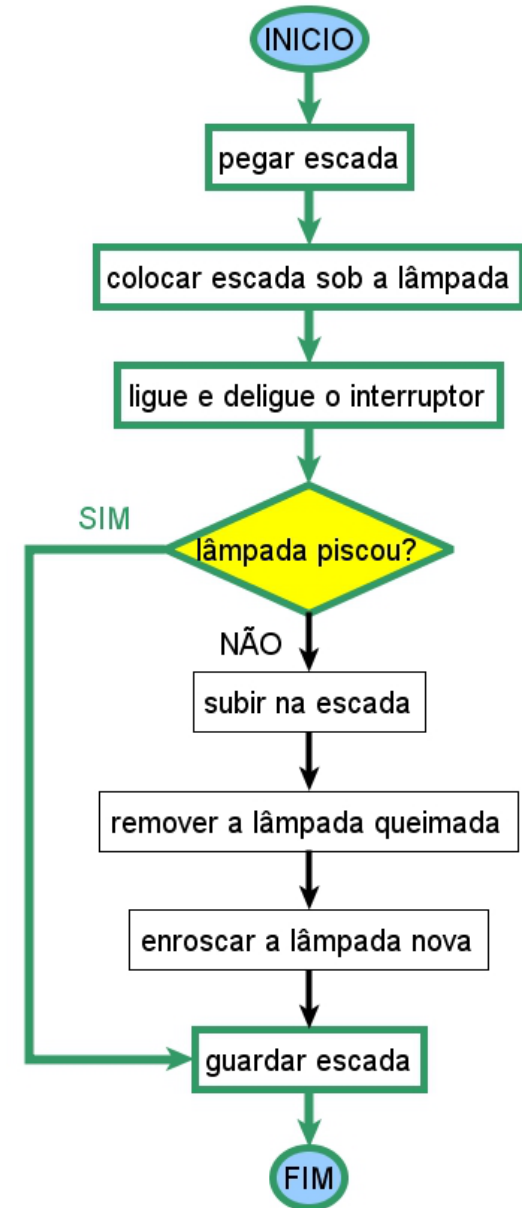 INICIO
pegar escada
colocar escada sob a lâmpada
ligue e deligue o interruptor
SIM
lâmpada piscou?
NÃO
subir na escada
remover a lâmpada queimada
enroscar a lâmpada nova
guardar escada
FIM